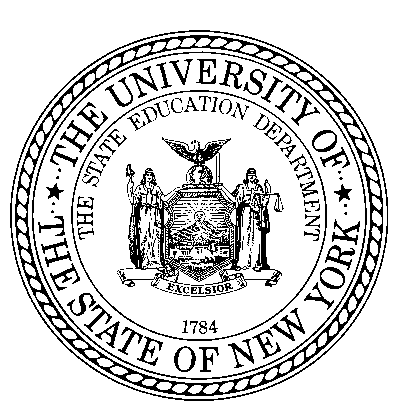 THE UNIVERSITY OF
THE STATE OF NEW YORK
THE STATE EDUCATION DEPARTMENT
EXCELSIOR
1784